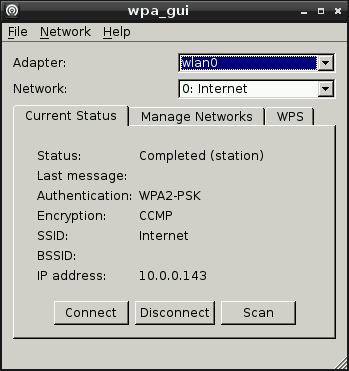 wpa_gui
File Network Help
Adapter: wlan0
Network: 0: Internet
Current Status Manage Networks WPS
Status: Completed (station)
Last message:
Authentication: WPA2-PSK
Encryption: CCMP
SSID: Internet
BSSID:
IP address: 10.0.0.143
Connect Disconnect Scan